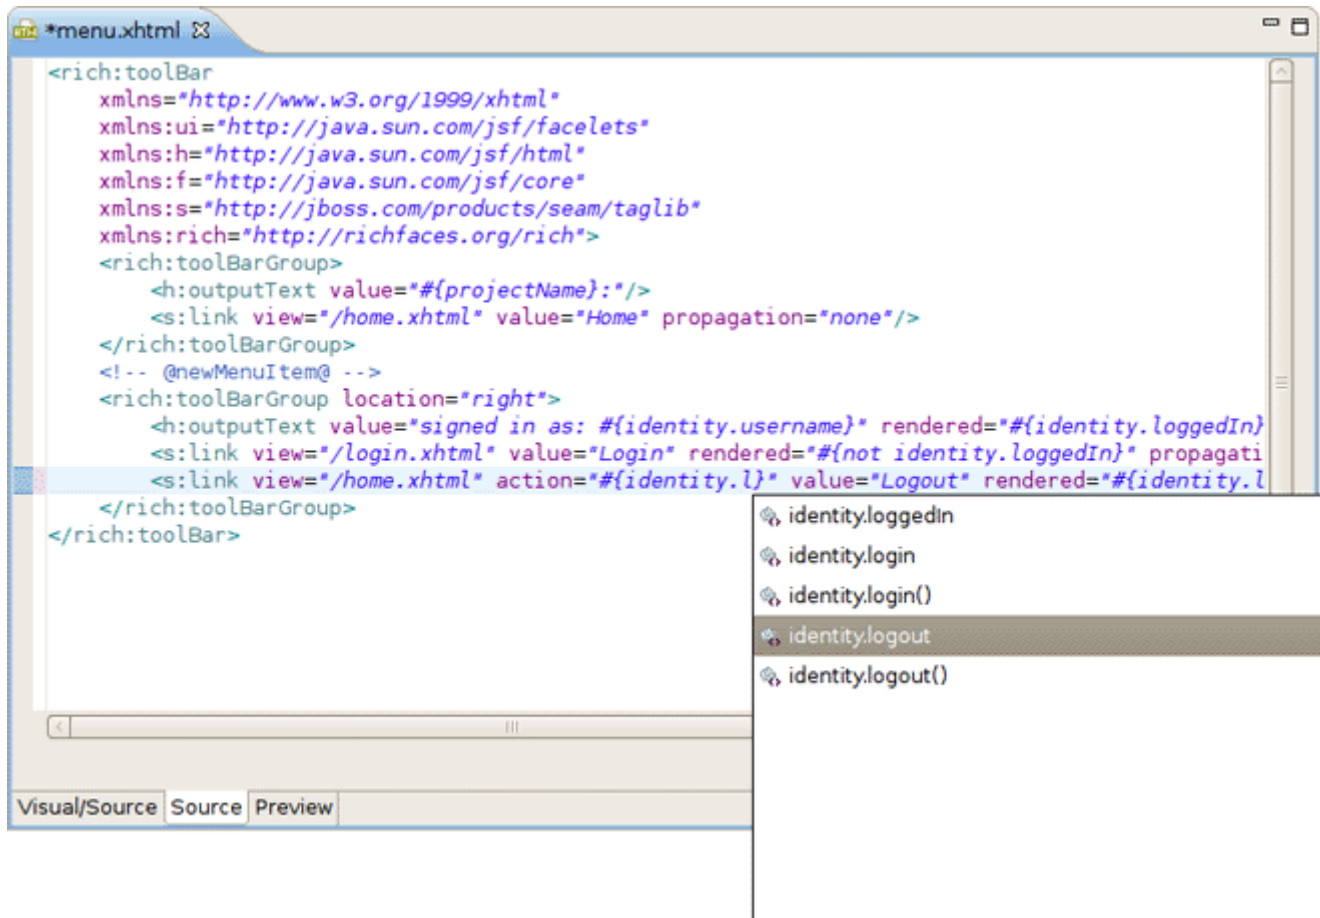 *menu.xhtml
<rich:toolBar
xmlns="http://www.w3.org/1999/xhtml"
xmlns:ui="http://java.sun.com/jsf/facelets"
xmlns:h="http://java.sun.com/jsf/html"
xmlns:f="http://java.sun.com/jsf/core"
xmlns:s="http://jboss.com/products/seam/taglib"
xmlns:rich="http://richfaces.org/rich">
<rich:toolBarGroup>
<h:outputText value="#{projectName}:"/>
<s:link view="/home.xhtml" value="Home" propagation="none"/>
</rich:toolBarGroup>
<!-- @newMenuItem@ -->
<rich:toolBarGroup location="right">
<h:outputText value="signed in as: #{identity.username}" rendered="#{identity.loggedIn}
<s:link view="/login.xhtml" value="Login" rendered="#{not identity.loggedIn}" propagati
<s:link view="/home.xhtml" action="#{identity.l}" value="Logout" rendered="#{identity.l
</rich:toolBarGroup>
</rich:toolBar>
identity.loggedIn
identity.login
identity.login()
identity.logout
identity.logout()
Visual/Source Source Preview